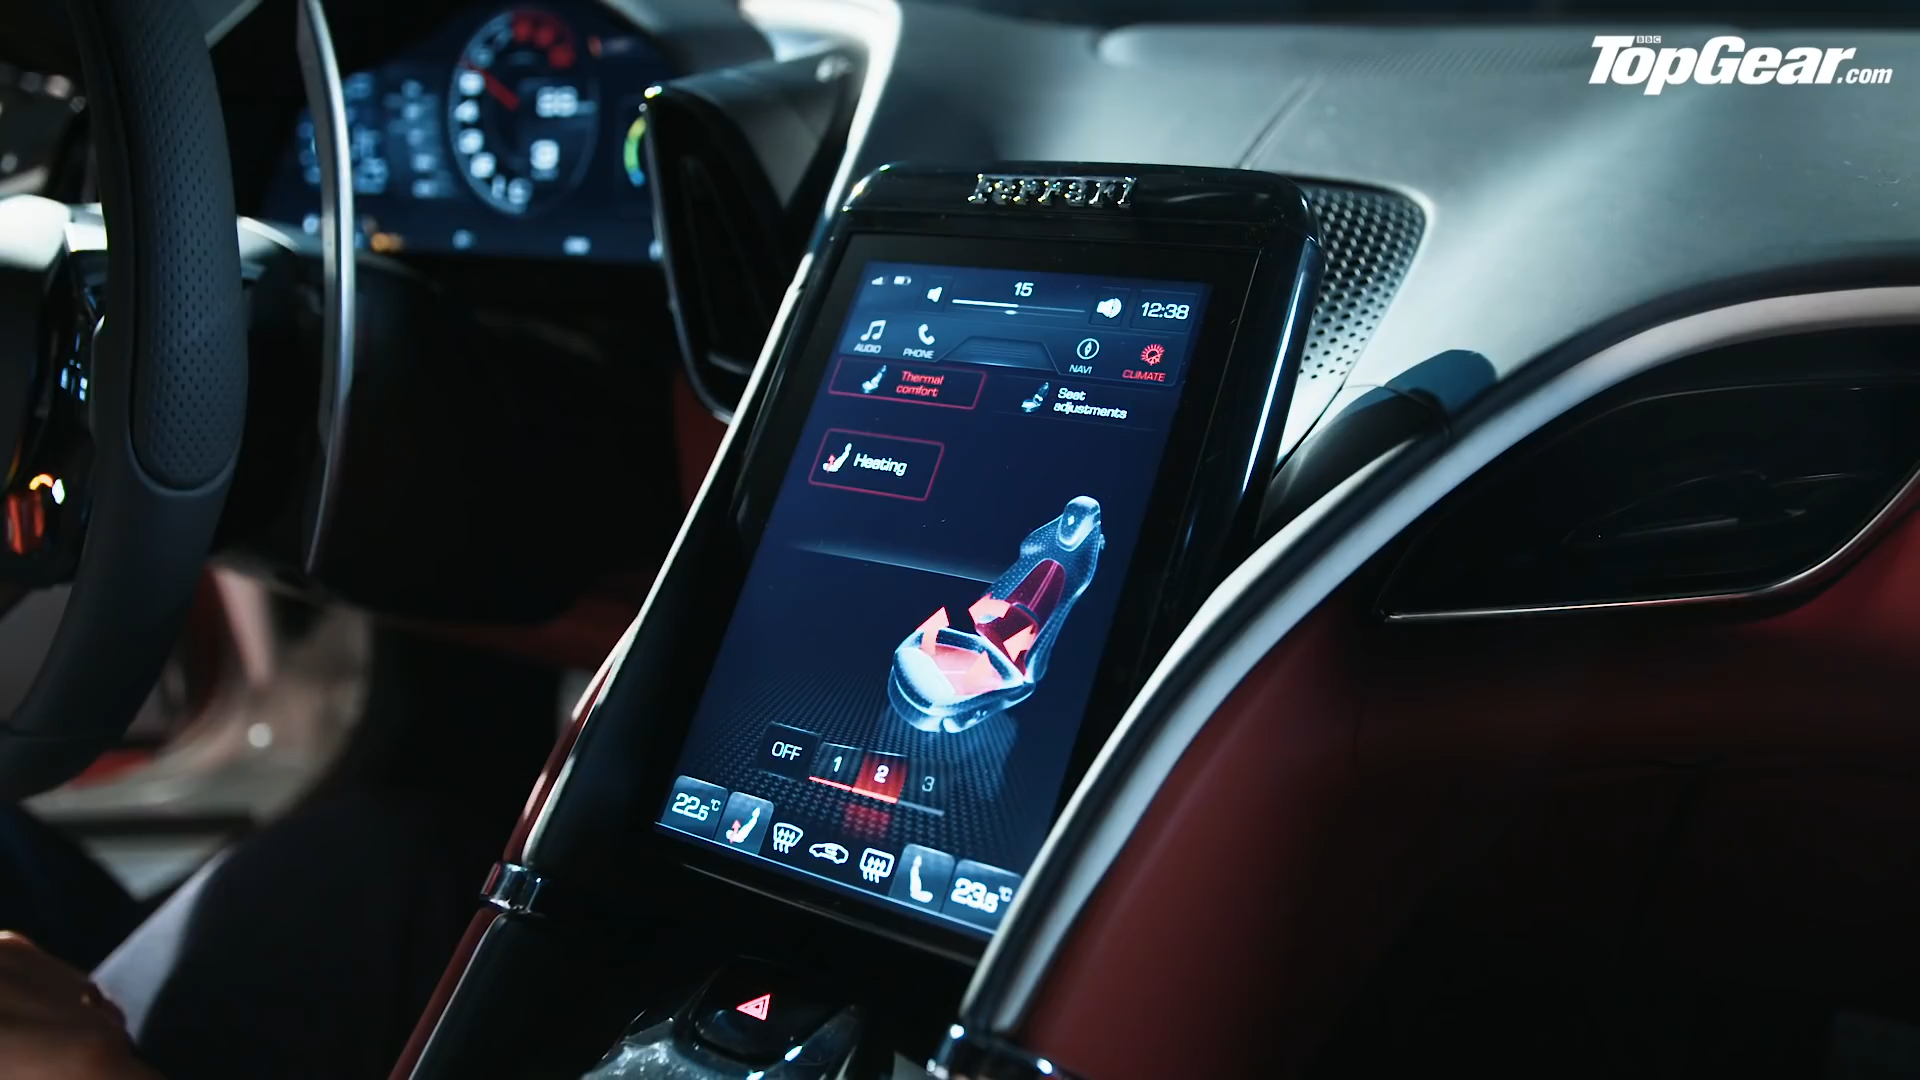 BBC
TopGear.com
Ferrari
15
12:38
AUDIO
PHONE
NAVI
CLIMATE
Thermal
comfort
Seat
adjustments
Heating
OFF
1
2
3
22.5°C
23.5°C